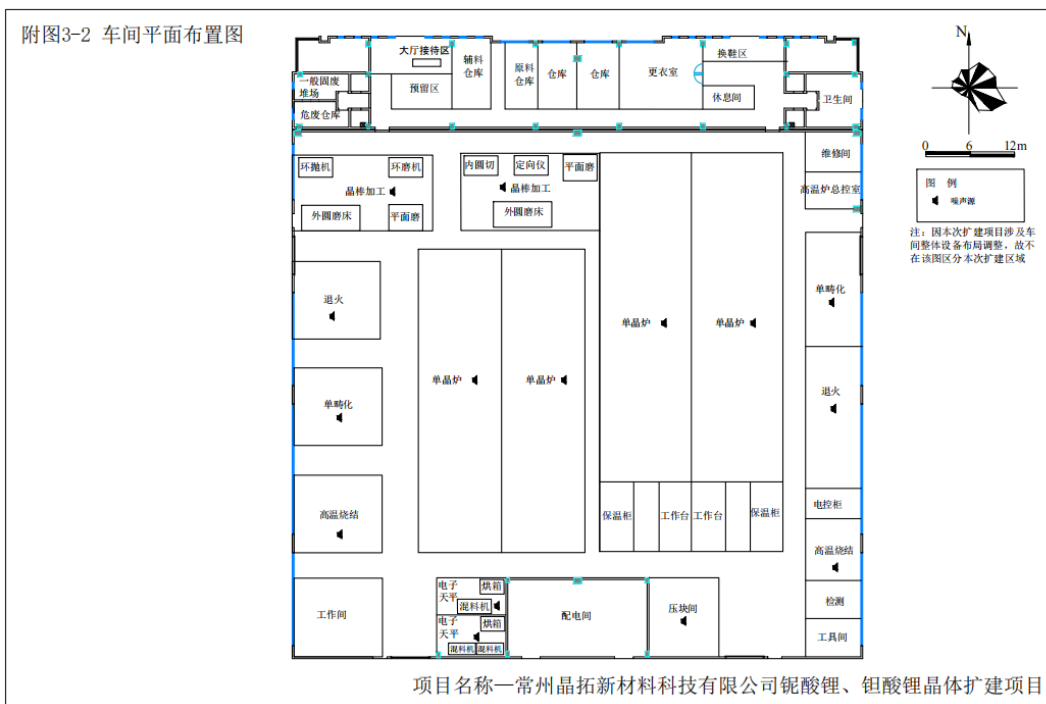 附图3-2 车间平面布置图
N
大厅接待区
辅料
仓库
原料
仓库
仓库
仓库
更衣室
换鞋区
一般固废
堆场
预留区
休息间
卫生间
危废仓库
0 6 12m
环抛机
环磨机
内圆切
定向仪
平面磨
维修间
晶棒加工
晶棒加工
高温炉总控室
图 例
噪声源
外圆磨床
平面磨
外圆磨床
注：因本次扩建项目涉及车
间整体设备布局调整，故不
在该图区分本次扩建区域
退火
单畴化
单晶炉
单晶炉
单晶炉
单晶炉
退火
单畴化
高温烧结
保温柜
工作台
工作台
保温柜
电控柜
高温烧结
电子
天平
烘箱
混料机
工作间
配电间
压块间
检测
电子
天平
烘箱
混料机
混料机
工具间
项目名称—常州晶拓新材料科技有限公司铌酸锂、钽酸锂晶体扩建项目